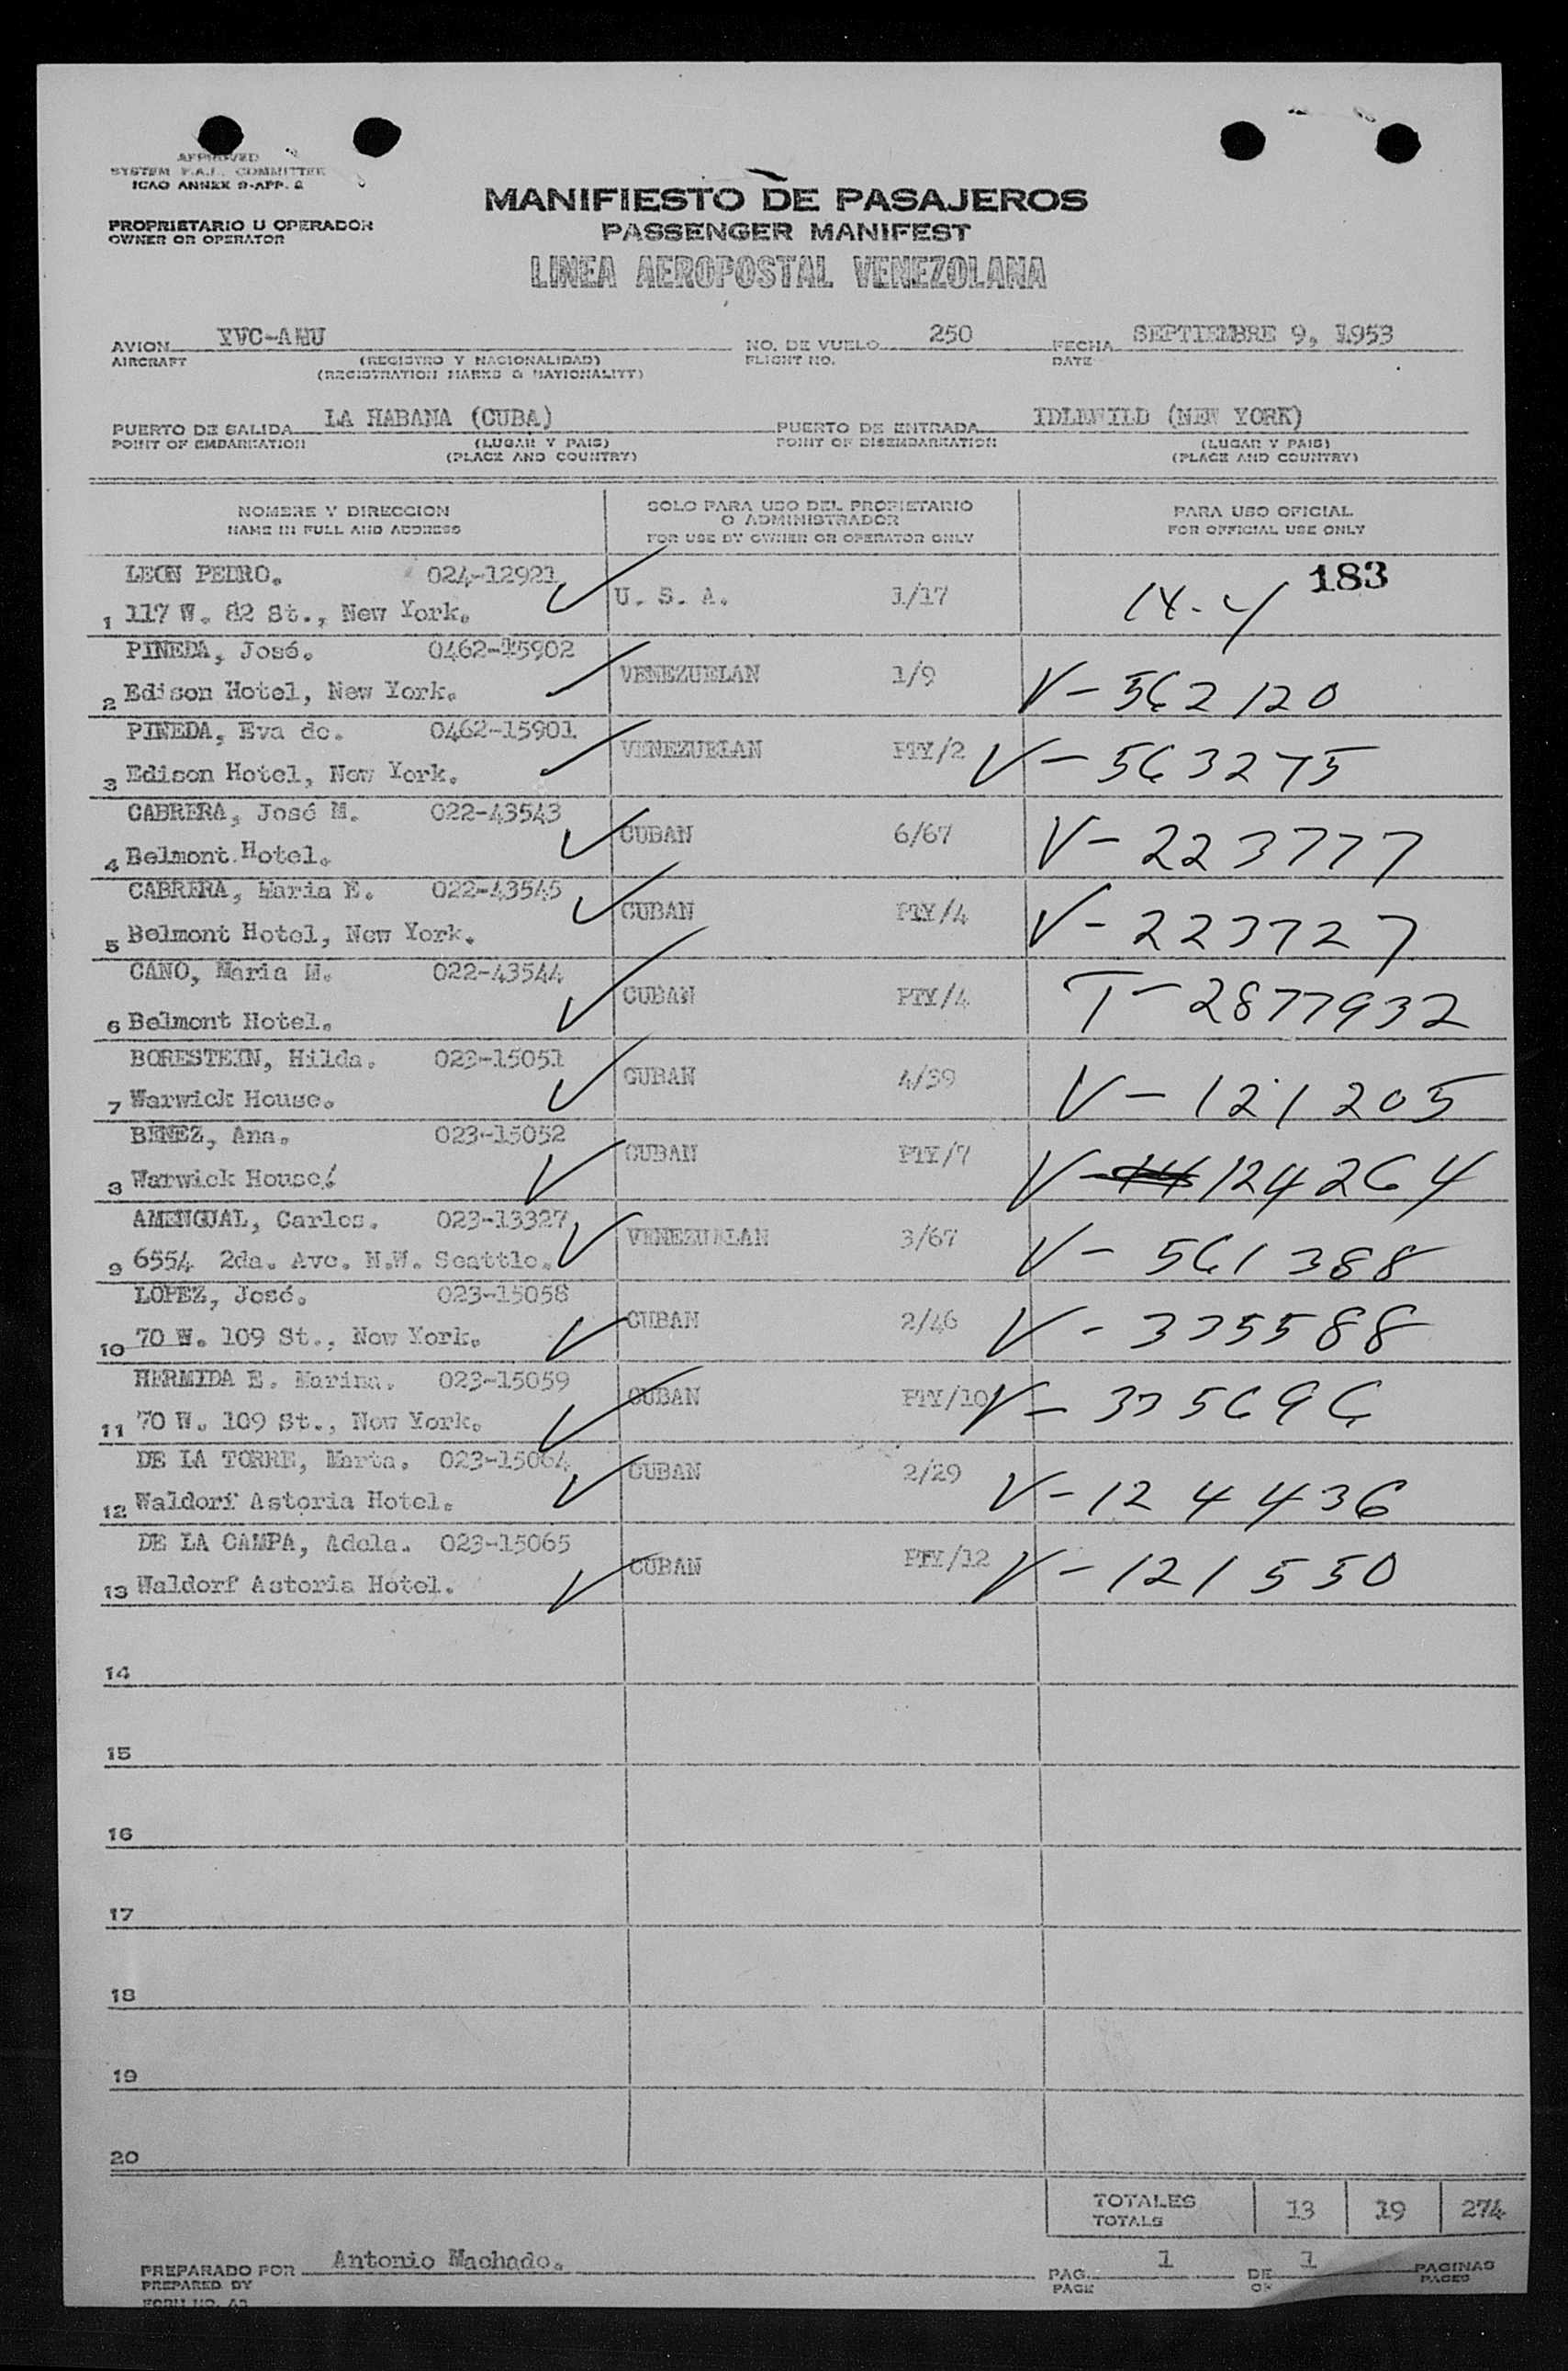 APPROVED
SYSTEM F.A.L. COMMITTEE
ICAO ANNEX 9-APP. 2
MANIFIESTO DE PASAJEROS
PROPRIETARIO U OPERADOR
PASSENGER MANIFEST
OWNER OR OPERATOR
LINEA AEROPOSTAL VENEZOLANA
AVION YVC-AMU NO. DE VUELO 250 FECHA SEPTIEMBRE 9, 1953
AIRCRAFT (REGISTRO Y NACIONALIDAD) FLIGHT NO. DATE
(REGISTRATION MARKS & NATIONALITY)
PUERTO DE SALIDA LA HABANA (CUBA) PUERTO DE ENTRADA IDLEWILD (NEW YORK)
POINT OF EMBARKATION (LUGAR Y PAIS) POINT OF DISEMBARKATION (LUGAR Y PAIS)
(PLACE AND COUNTRY) (PLACE AND COUNTRY)
NOMBRE Y DIRECCION SOLO PARA USO DEL PROPIETARIO PARA USO OFICIAL
O ADMINISTRADOR
NAME IN FULL AND ADDRESS FOR USE BY OWNER OR OPERATOR ONLY FOR OFFICIAL USE ONLY
LEON PEDRO. 024-12921 183
1 117 W. 82 St., New York. U. S. A. 1/17
PINEDA, José. 0462-15902
2 Edison Hotel, New York. VENEZUELAN 1/9 V-562120
PINEDA, Eva de. 0462-15901
3 Edison Hotel, New York. VENEZUELAN PTY/2 V-563275
CABRERA, José M. 022-43543
4 Belmont Hotel. CUBAN 6/67 V-223777
CABRERA, Maria E. 022-43545
5 Belmont Hotel, New York. CUBAN PTY/4 V-223727
CANO, Maria M. 022-43544
6 Belmont Hotel. CUBAN PTY/4 T-2877932
BORESTEIN, Hilda. 023-15051
7 Warwick House. CUBAN 4/39 V-121205
BENEZ, Ana. 023-15052
8 Warwick House. CUBAN PTY/7 V-124264
AMENGUAL, Carlos. 023-13327
9 6554 2da. Ave. N.W. Seattle. VENEZUELAN 3/67 V-561388
LOPEZ, José. 023-15058
10 70 W. 109 St., New York. CUBAN 2/46 V-335588
HERMIDA E. Marina. 023-15059
11 70 W. 109 St., New York. CUBAN PTY/10 V-335696
DE LA TORRE, Marta. 023-15064
12 Waldorf Astoria Hotel. CUBAN 2/29 V-124436
DE LA CAMPA, Adela. 023-15065
13 Waldorf Astoria Hotel. CUBAN PTY/12 V-121550
14
15
16
17
18
19
20
TOTALES 13 19 274
TOTALS
PREPARADO POR Antonio Machado. PAG. 1 DE 1 PAGINAS
PREPARED BY PAGE OF PAGES
FORM NO. A3